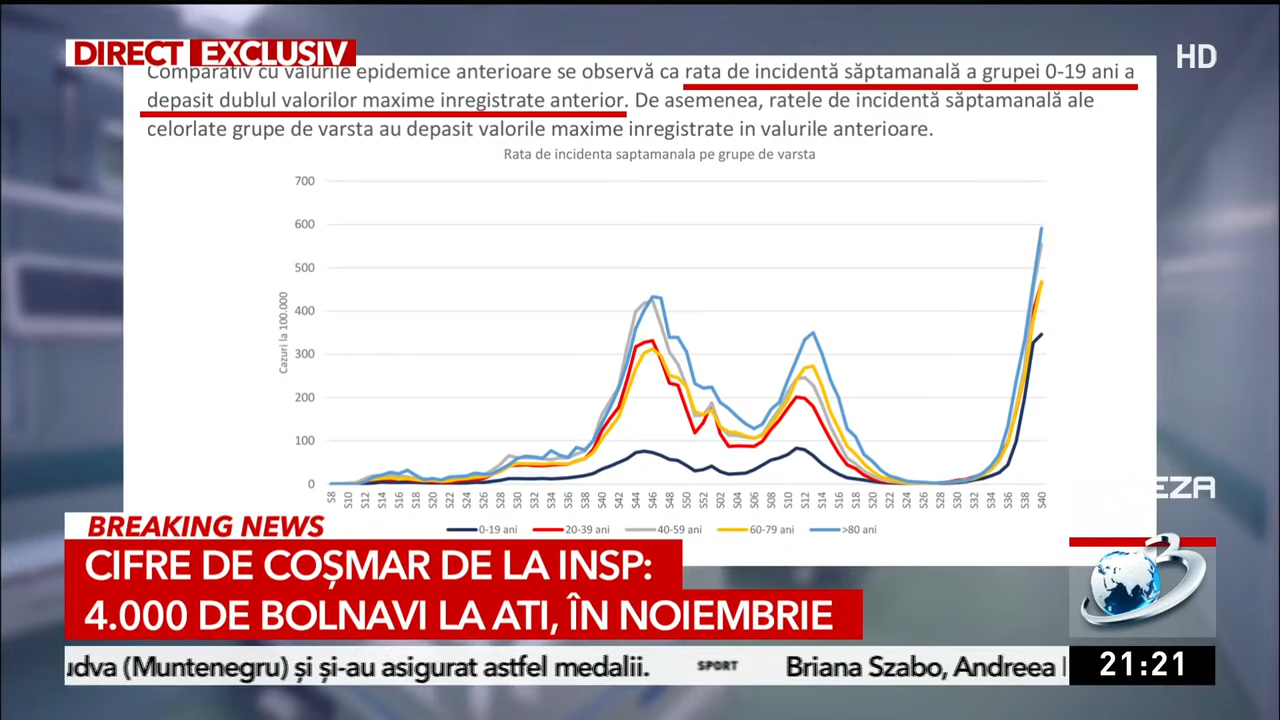 DIRECT EXCLUSIV
HD
Comparativ cu valurile epidemice anterioare se observă ca rata de incidentă săptamanală a grupei 0-19 ani a
depasit dublul valorilor maxime inregistrate anterior. De asemenea, ratele de incidentă săptamanală ale
celorlate grupe de varsta au depasit valorile maxime inregistrate in valurile anterioare.
Rata de incidenta saptamanala pe grupe de varsta
700
600
500
400
300
200
100
0
Cazuri la 100.000
S8 S10 S12 S14 S16 S18 S20 S22 S24 S26 S28 S30 S32 S34 S36 S38 S40 S42 S44 S46 S48 S50 S52 S02 S04 S06 S08 S10 S12 S14 S16 S18 S20 S22 S24 S26 S28 S30 S32 S34 S36 S38 S40
0-19 ani 20-39 ani 40-59 ani 60-79 ani >80 ani
EZA
BREAKING NEWS
CIFRE DE COȘMAR DE LA INSP:
4.000 DE BOLNAVI LA ATI, ÎN NOIEMBRIE
3
udva (Muntenegru) și și-au asigurat astfel medalii. SPORT Briana Szabo, Andreea
21:21